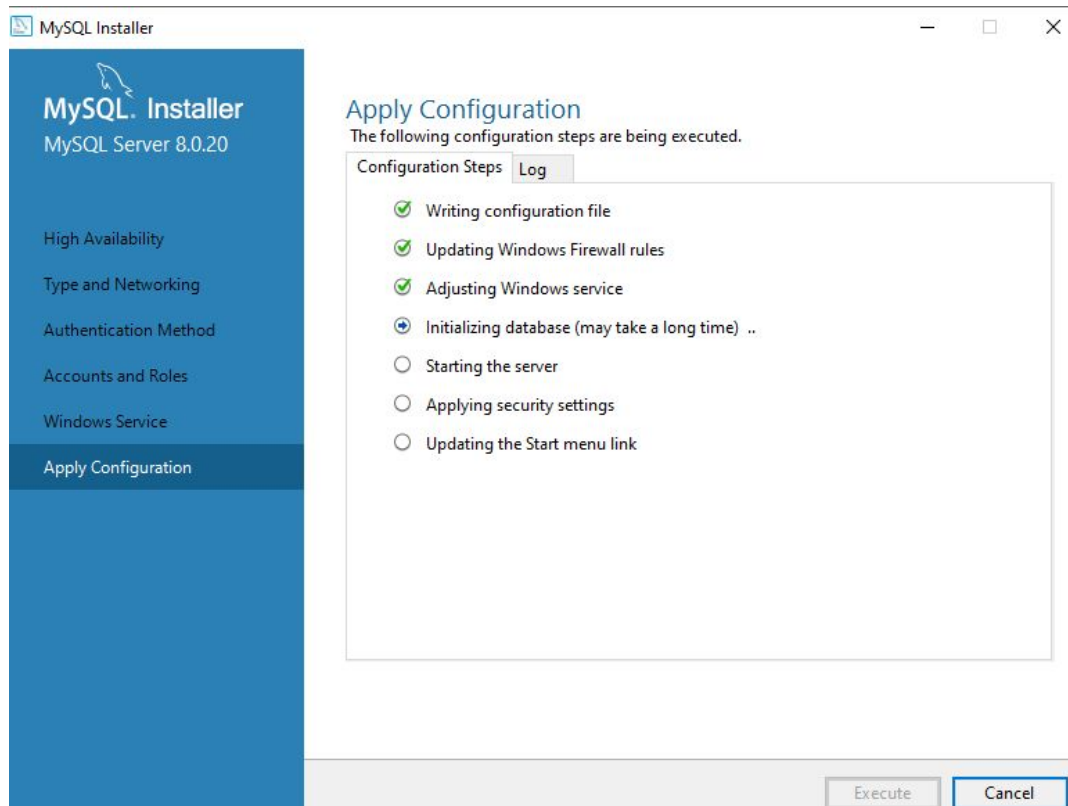 MySQL Installer
MySQL. Installer
MySQL Server 8.0.20
High Availability
Type and Networking
Authentication Method
Accounts and Roles
Windows Service
Apply Configuration
Apply Configuration
The following configuration steps are being executed.
Configuration Steps
Log
Writing configuration file
Updating Windows Firewall rules
Adjusting Windows service
Initializing database (may take a long time) ..
Starting the server
Applying security settings
Updating the Start menu link
Execute
Cancel